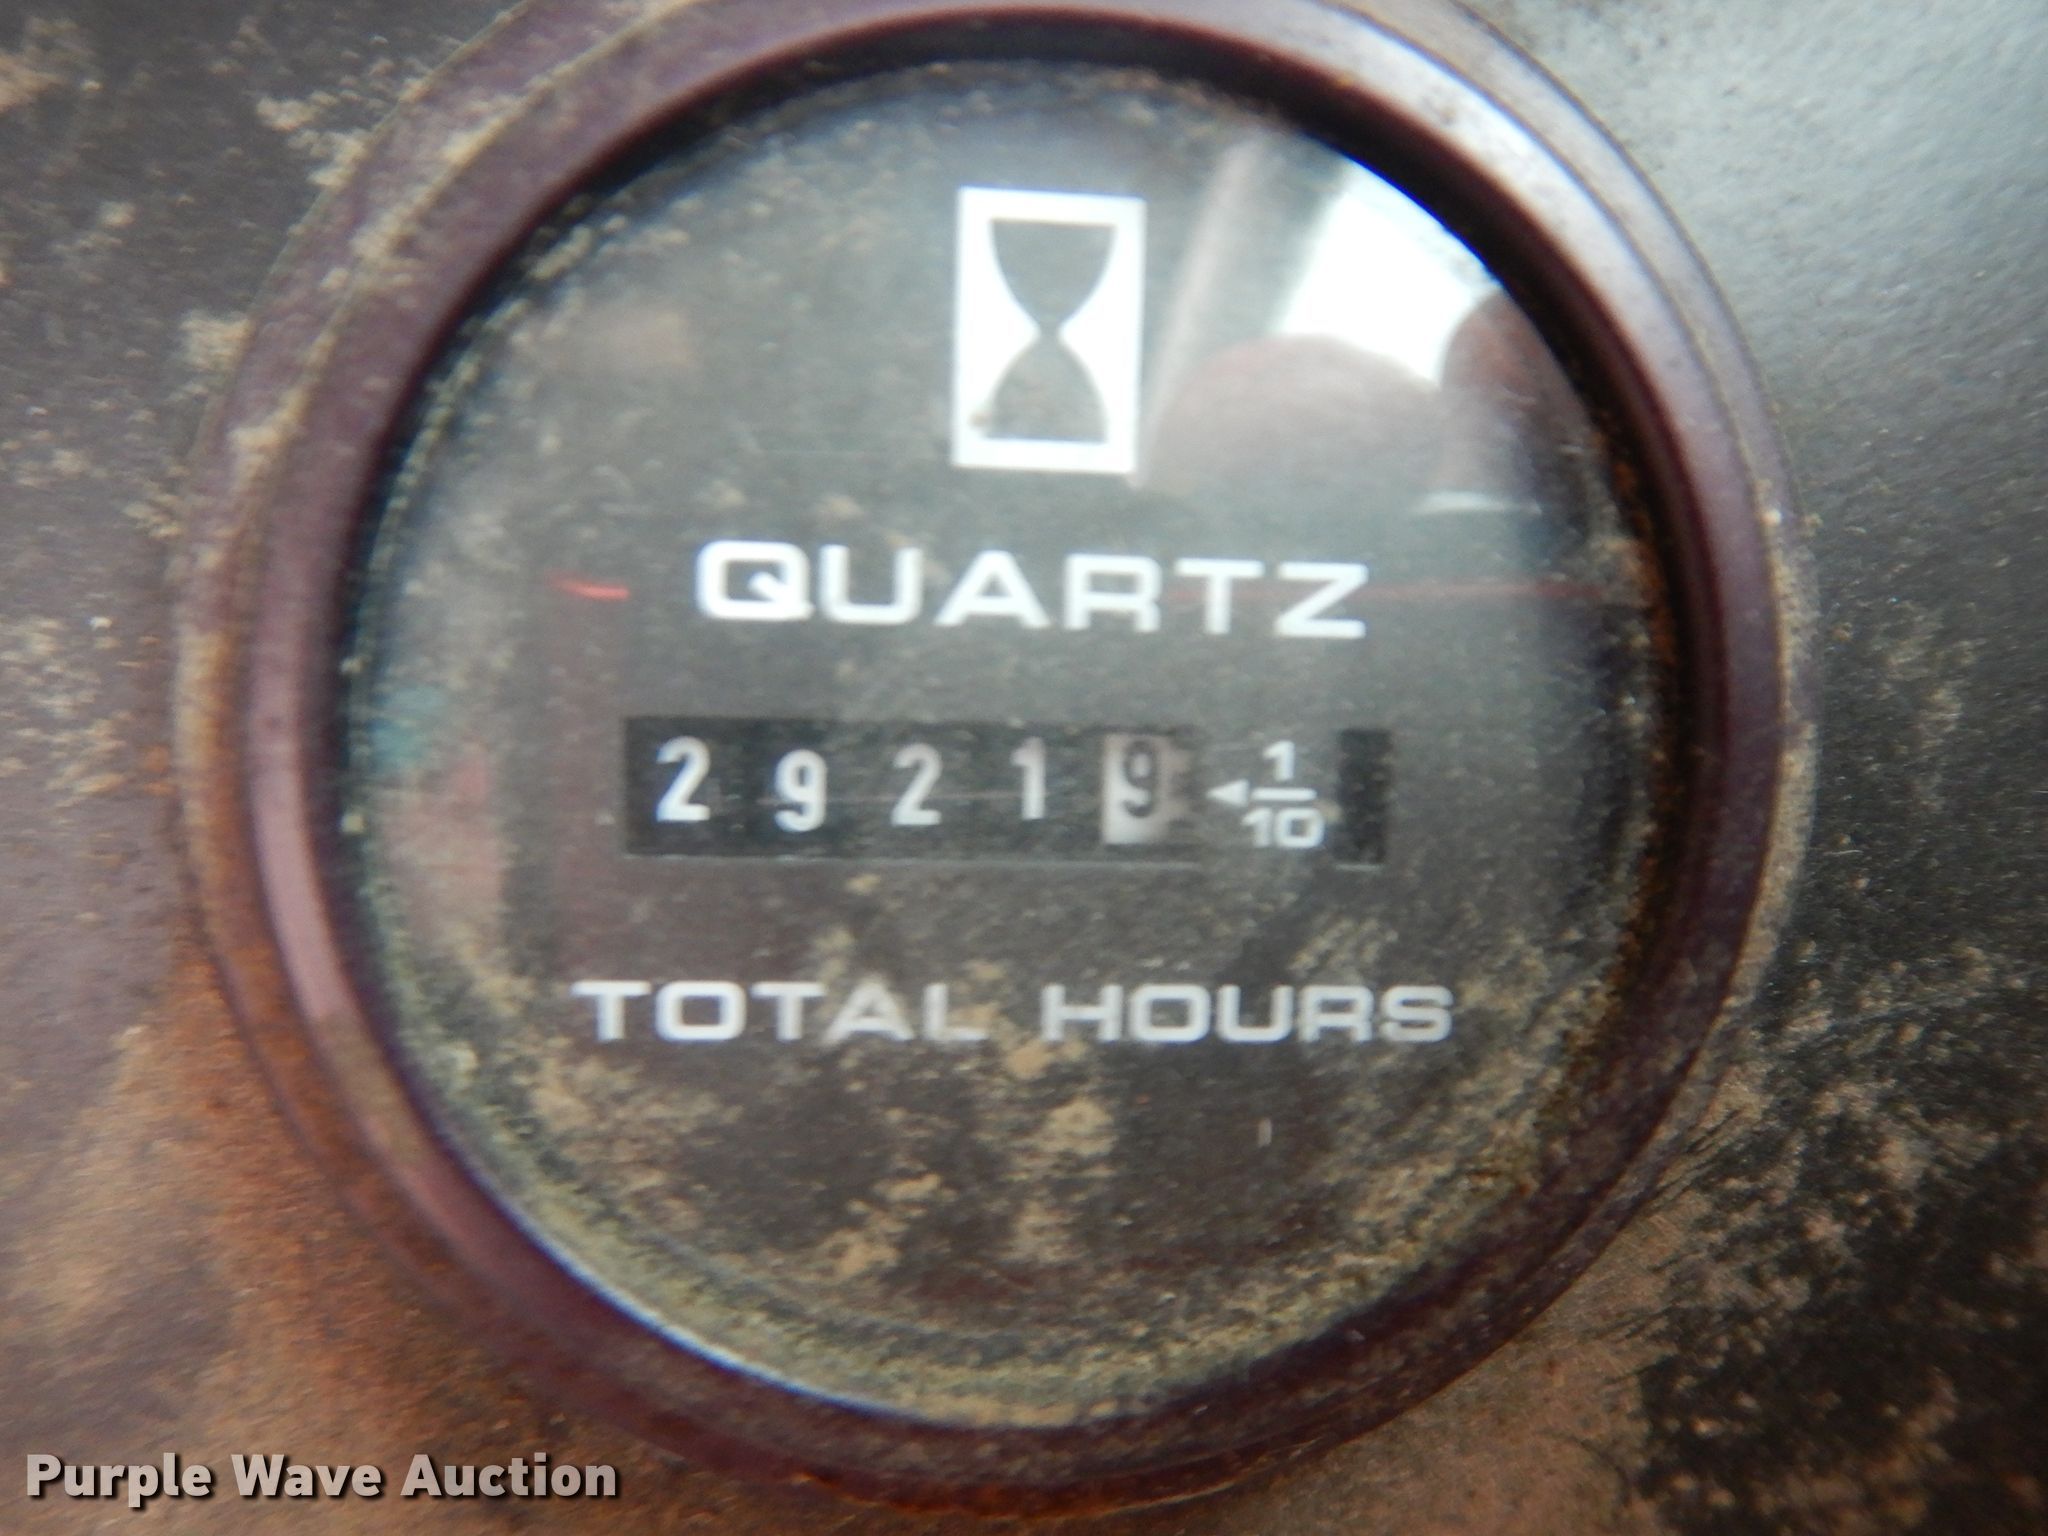 QUARTZ
29219 ◄ 1/10
TOTAL HOURS
Purple Wave Auction